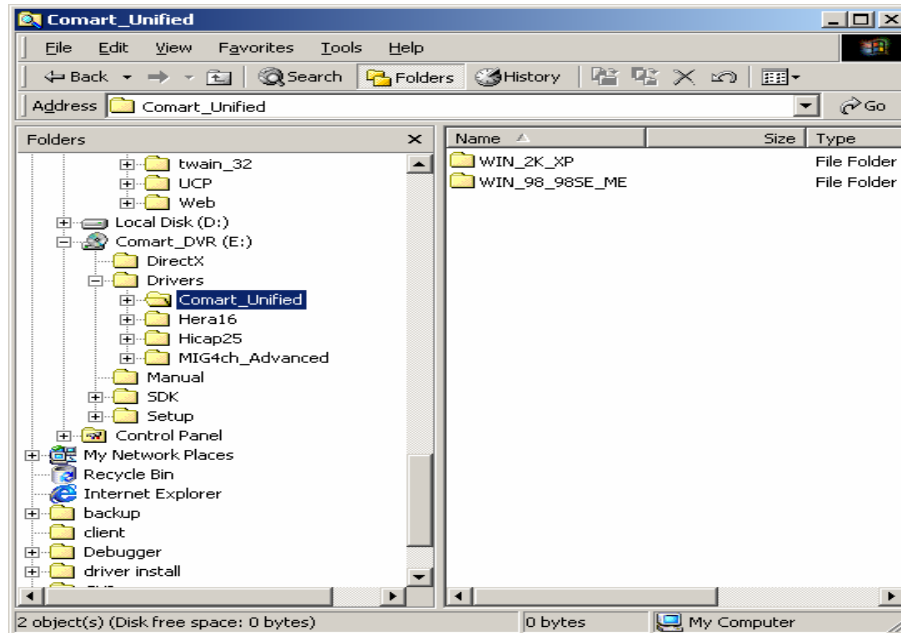 Comart_Unified
File Edit View Favorites Tools Help
Back Search Folders History
Address Comart_Unified Go
Folders
twain_32
UCP
Web
Local Disk (D:)
Comart_DVR (E:)
DirectX
Drivers
Comart_Unified
Hera16
Hicap25
MIG4ch_Advanced
Manual
SDK
Setup
Control Panel
My Network Places
Recycle Bin
Internet Explorer
backup
client
Debugger
driver install
Name Size Type
WIN_2K_XP File Folder
WIN_98_98SE_ME File Folder
2 object(s) (Disk free space: 0 bytes) 0 bytes My Computer